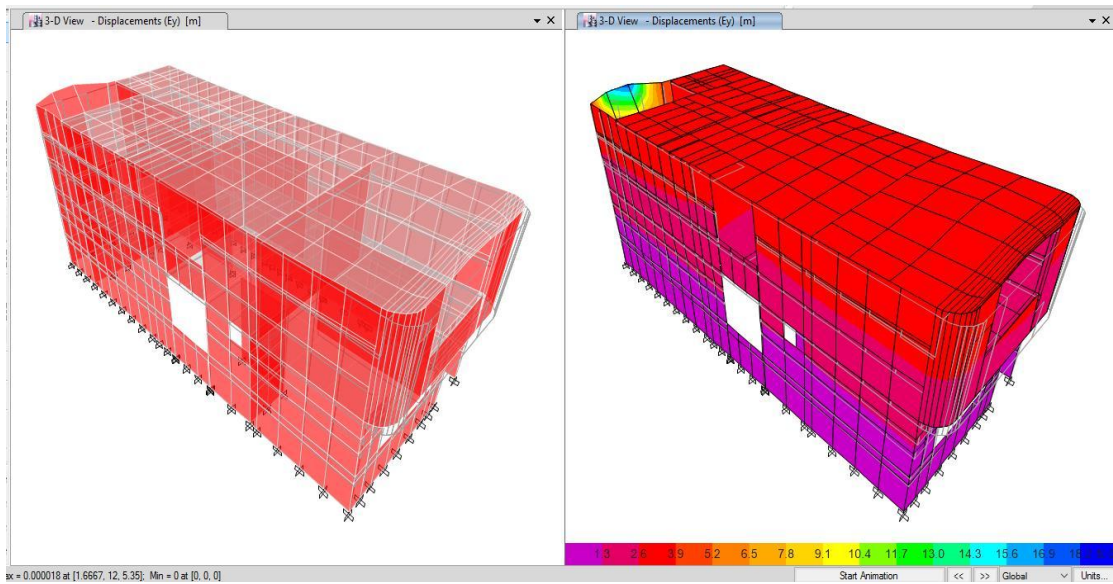 3-D View - Displacements (Ey) [m]
3-D View - Displacements (Ey) [m]
1.3 2.6 3.9 5.2 6.5 7.8 9.1 10.4 11.7 13.0 14.3 15.6 16.9
ax = 0.000018 at [1.6667, 12, 5.35]; Min = 0 at [0, 0, 0]
Start Animation << >> Global Units...